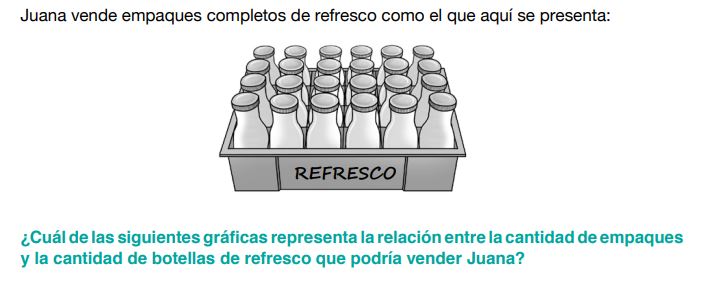 Juana vende empaques completos de refresco como el que aquí se presenta:
REFRESCO
¿Cuál de las siguientes gráficas representa la relación entre la cantidad de empaques
y la cantidad de botellas de refresco que podría vender Juana?